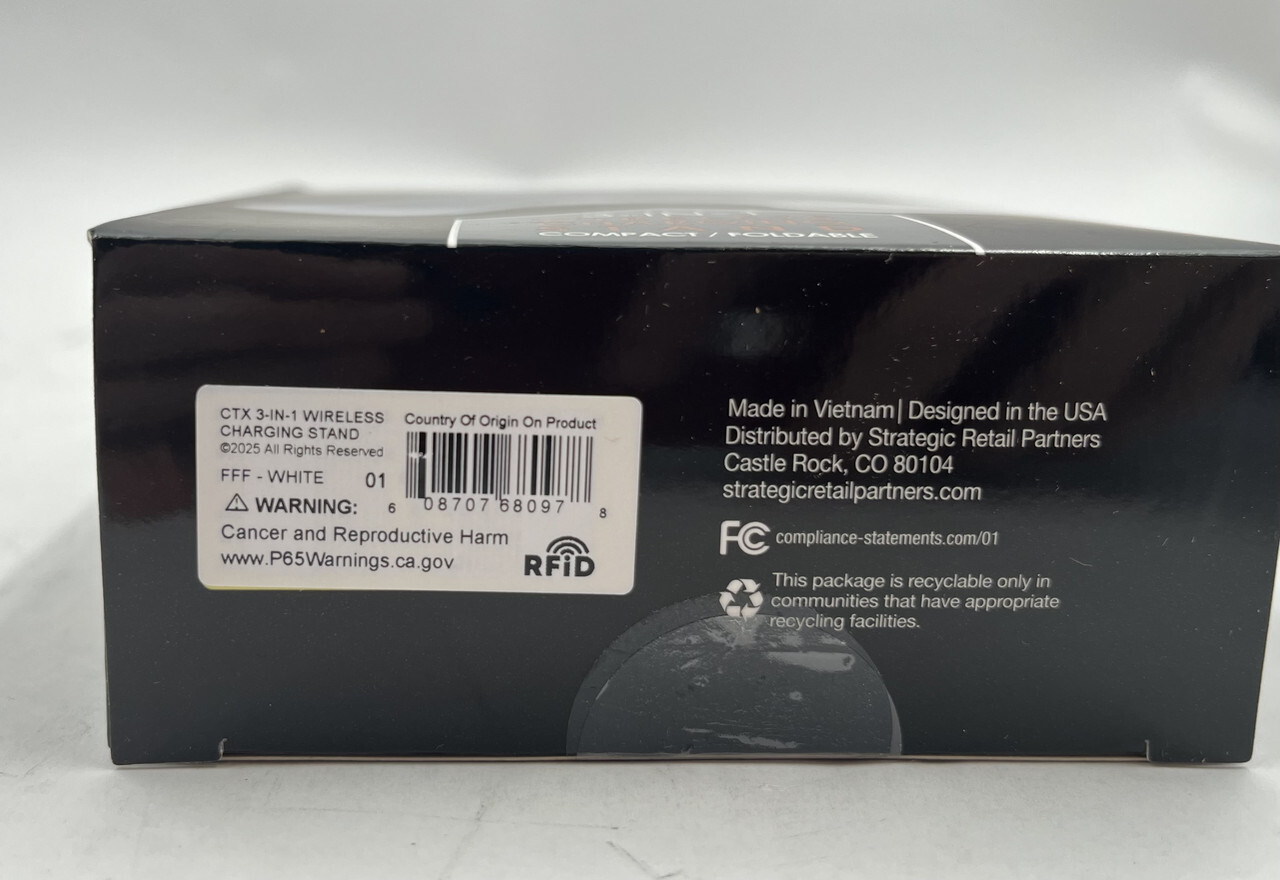 COMPACT / FOLDABLE
CTX 3-IN-1 WIRELESS
CHARGING STAND
©2025 All Rights Reserved
FFF - WHITE 01
⚠ WARNING:
Cancer and Reproductive Harm
www.P65Warnings.ca.gov
Country Of Origin On Product
6 08707 68097 8
RFiD
Made in Vietnam | Designed in the USA
Distributed by Strategic Retail Partners
Castle Rock, CO 80104
strategicretailpartners.com
FC compliance-statements.com/01
This package is recyclable only in
communities that have appropriate
recycling facilities.